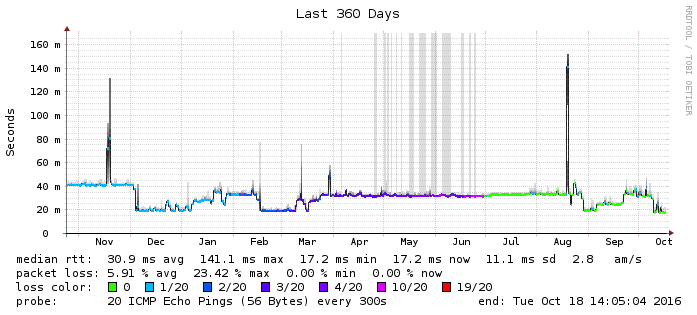 Last 360 Days
RRDTOOL / TOBI OETIKER
Seconds
160 m
140 m
120 m
100 m
80 m
60 m
40 m
20 m
0
Nov Dec Jan Feb Mar Apr May Jun Jul Aug Sep Oct
median rtt: 30.9 ms avg 141.1 ms max 17.2 ms min 17.2 ms now 11.1 ms sd 2.8 am/s
packet loss: 5.91 % avg 23.42 % max 0.00 % min 0.00 % now
loss color: 0 1/20 2/20 3/20 4/20 10/20 19/20
probe: 20 ICMP Echo Pings (56 Bytes) every 300s end: Tue Oct 18 14:05:04 2016